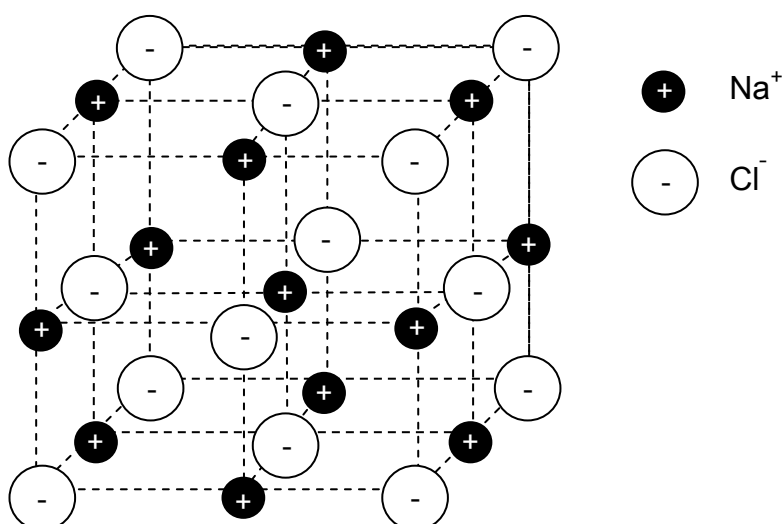 - + -
+ - +
- + -
+ - +
- + -
+ - +
- + -
+ - +
- + -
+ Na⁺
- Cl⁻